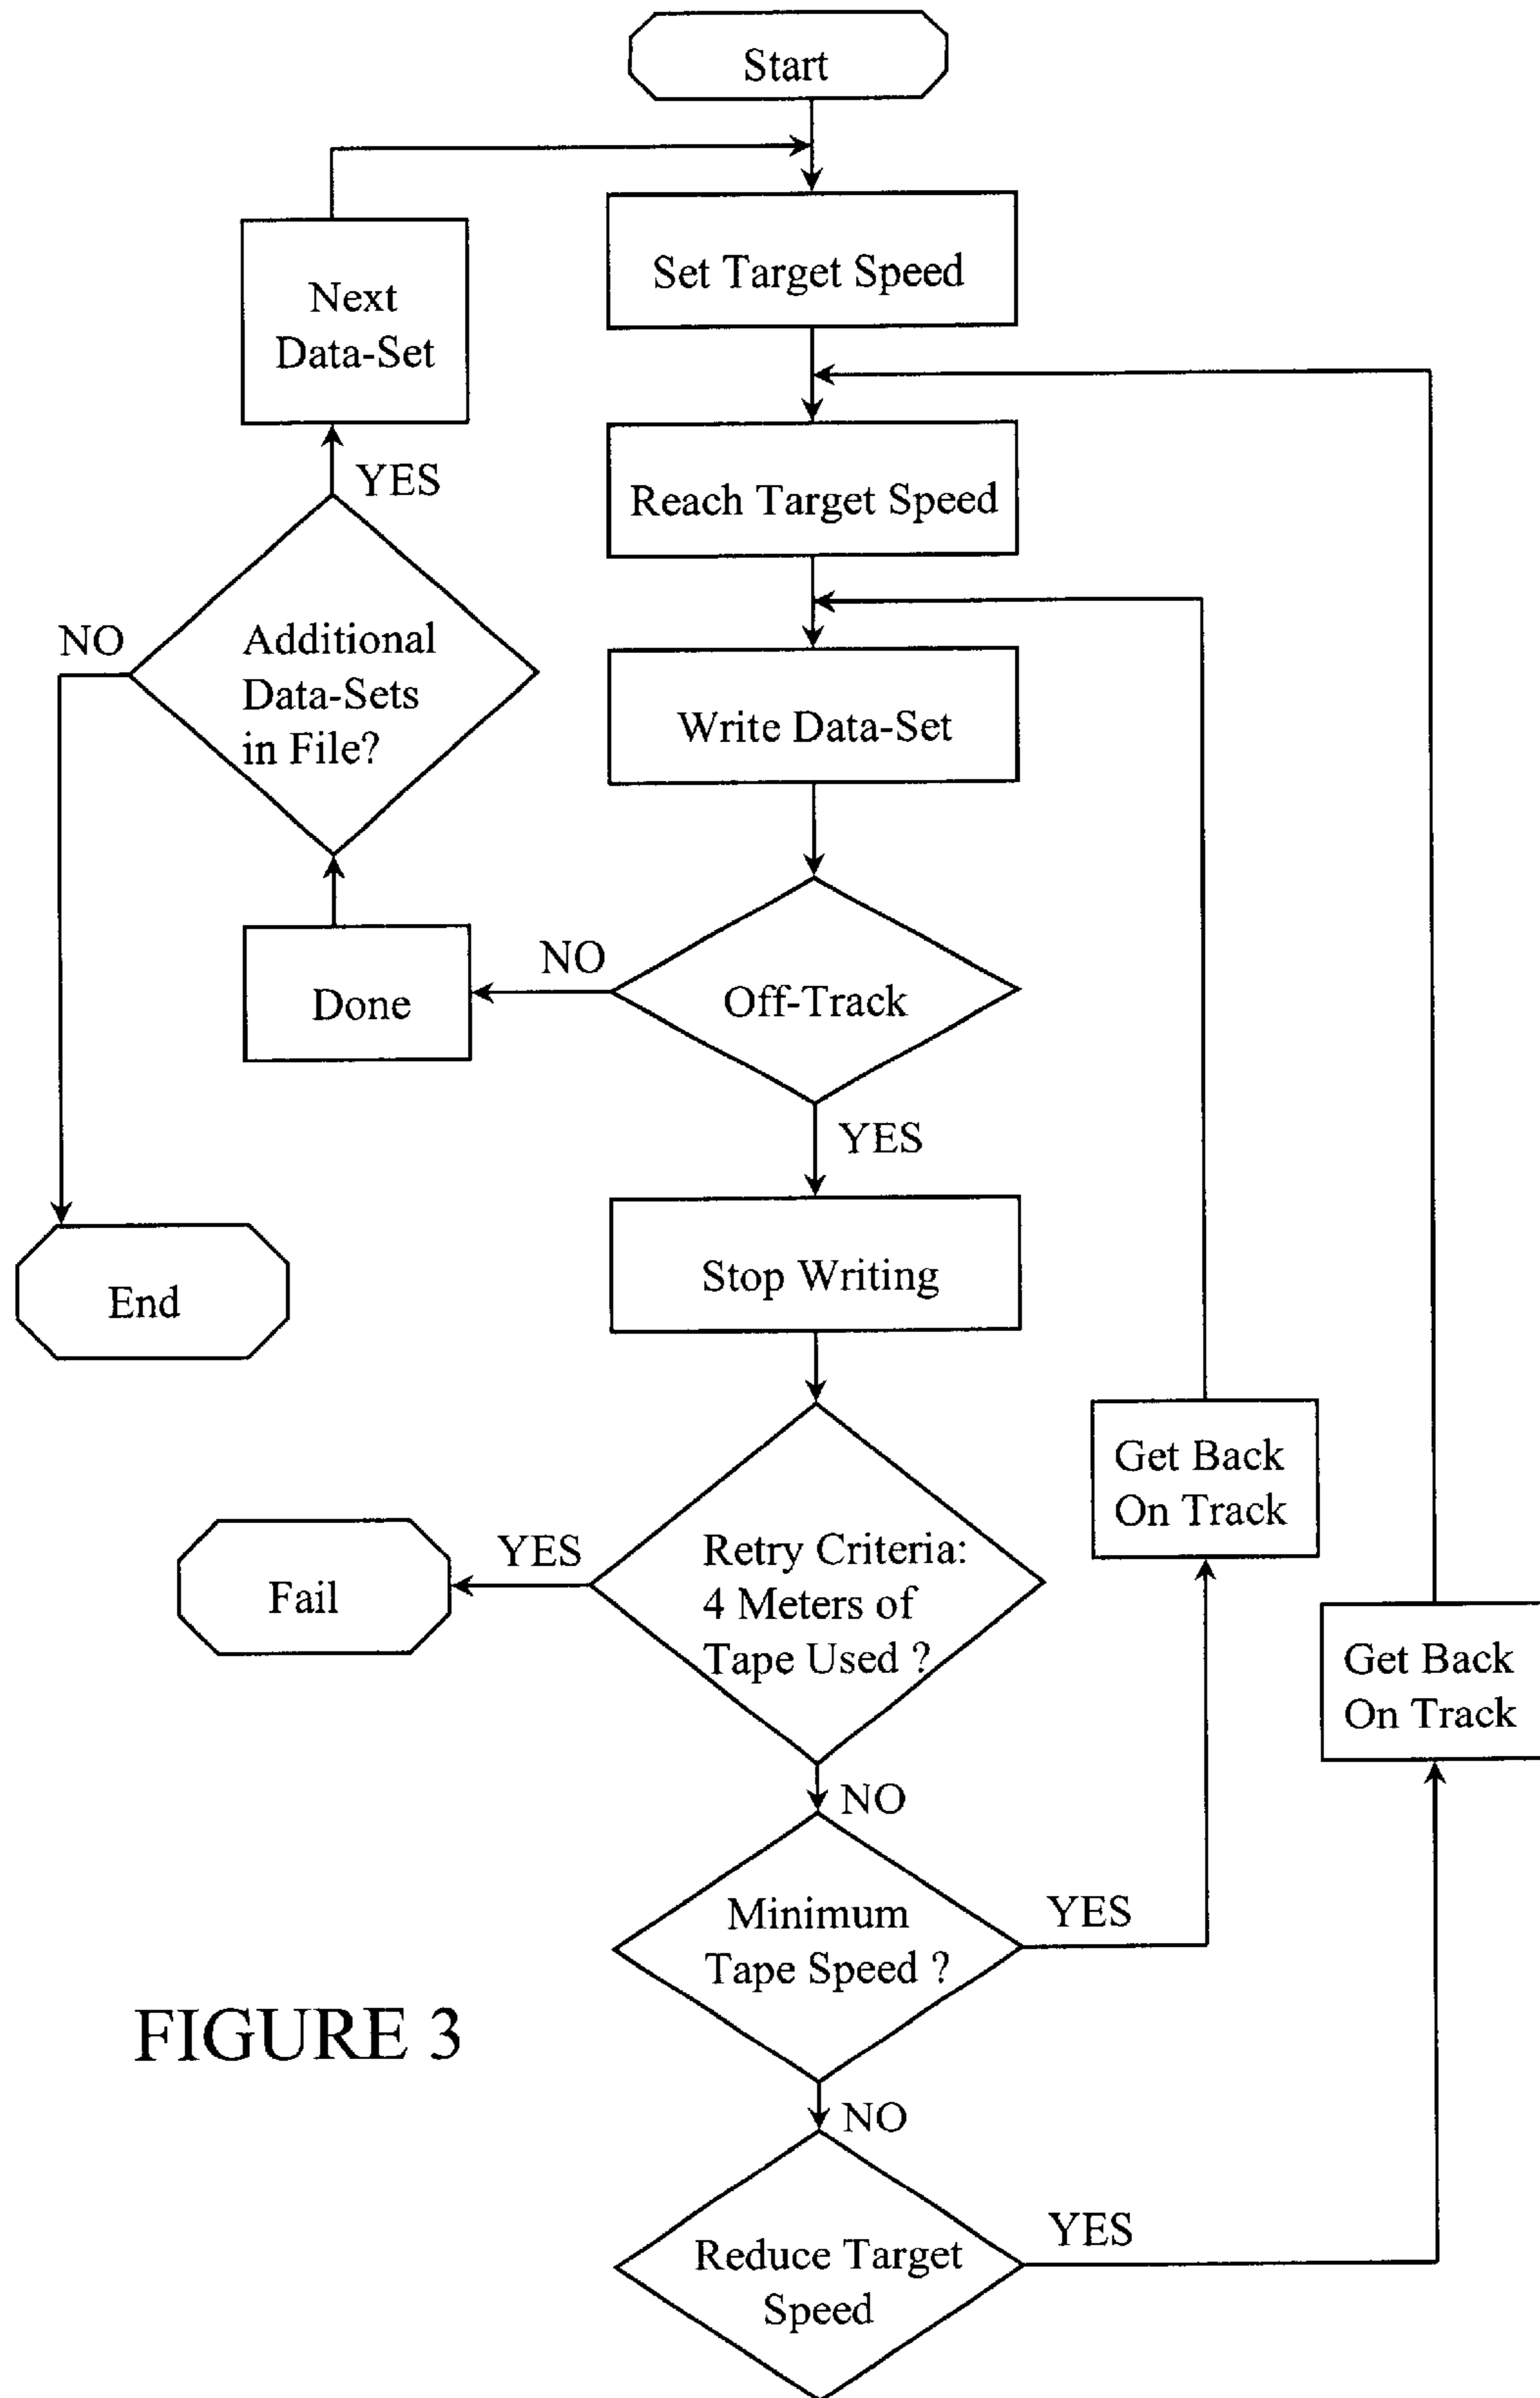 Start
Set Target Speed
Next
Data-Set
YES
Reach Target Speed
NO
Additional
Data-Sets
in File?
Write Data-Set
NO
Done
Off-Track
YES
Stop Writing
End
Get Back
On Track
YES
Retry Criteria:
4 Meters of
Tape Used ?
Fail
Get Back
On Track
NO
Minimum
Tape Speed ?
YES
FIGURE 3
NO
YES
Reduce Target
Speed